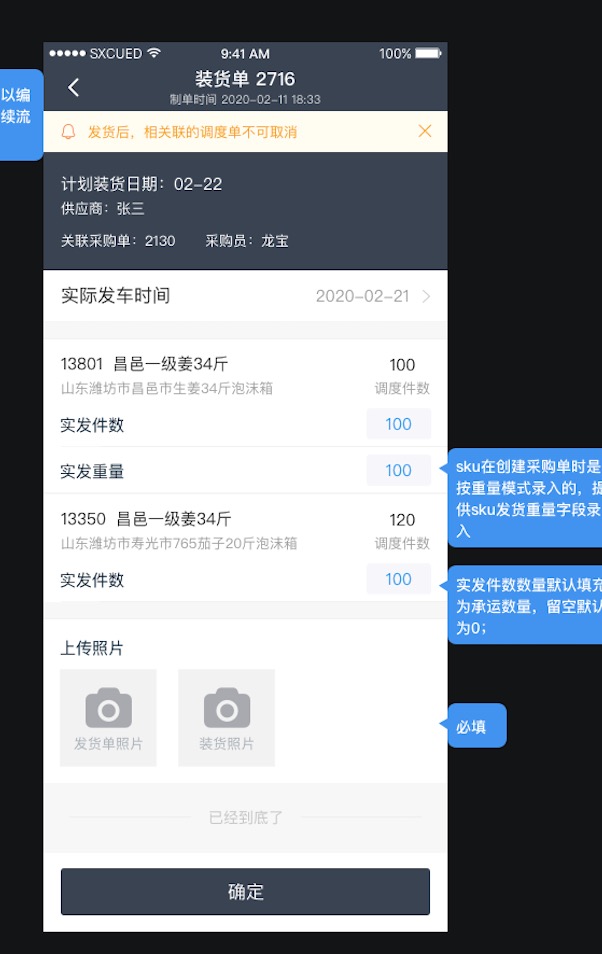 SXCUED 9:41 AM 100%
装货单 2716
制单时间 2020-02-11 18:33
以编
续流
发货后，相关联的调度单不可取消
计划装货日期：02-22
供应商：张三
关联采购单：2130 采购员：龙宝
实际发车时间 2020-02-21
13801 昌邑一级姜34斤 100
山东潍坊市昌邑市生姜34斤泡沫箱 调度件数
实发件数 100
实发重量 100
sku在创建采购单时是
按重量模式录入的，提
供sku发货重量字段录
入
13350 昌邑一级姜34斤 120
山东潍坊市寿光市765茄子20斤泡沫箱 调度件数
实发件数 100
实发件数数量默认填充
为承运数量，留空默认
为0；
上传照片
发货单照片 装货照片
必填
已经到底了
确定